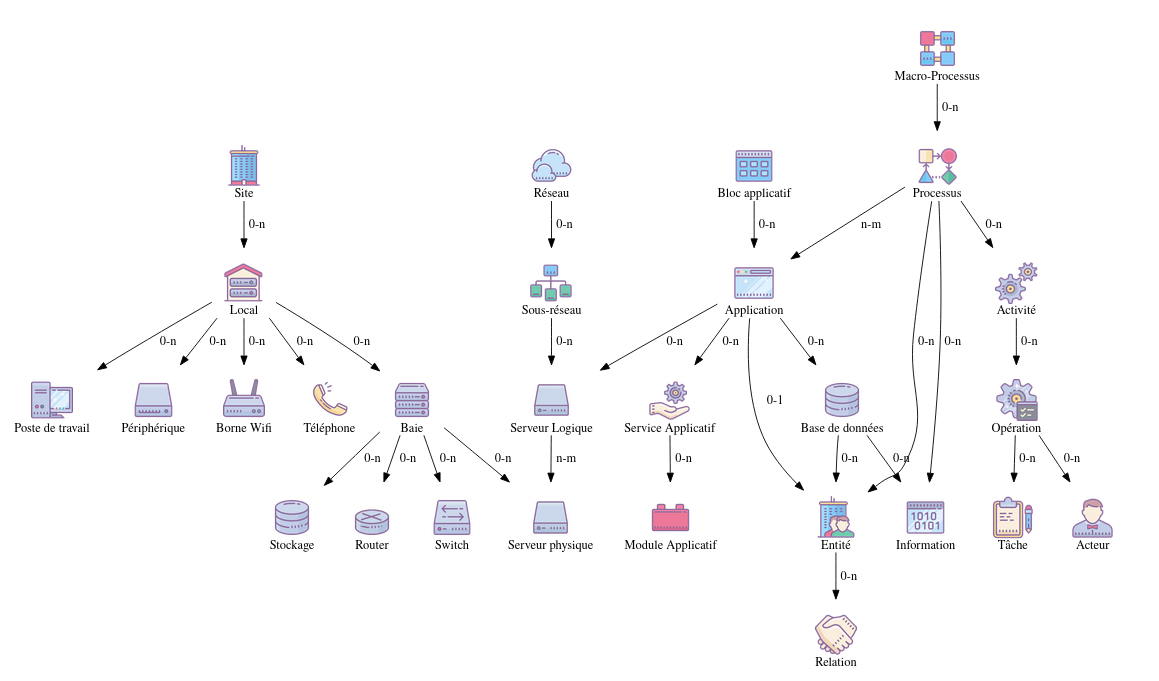 Macro-Processus
0-n
Site
Réseau
Bloc applicatif
Processus
0-n
0-n
0-n
n-m
0-n
Local
Sous-réseau
Application
Activité
0-n
0-n
0-n
0-n
0-n
0-n
0-n
0-n
0-n
0-n
0-n
0-n
0-1
Poste de travail
Périphérique
Borne Wifi
Téléphone
Baie
Serveur Logique
Service Applicatif
Base de données
Opération
0-n
0-n
0-n
0-n
n-m
0-n
0-n
0-n
0-n
0-n
1010
0101
Stockage
Router
Switch
Serveur physique
Module Applicatif
Entité
Information
Tâche
Acteur
0-n
Relation